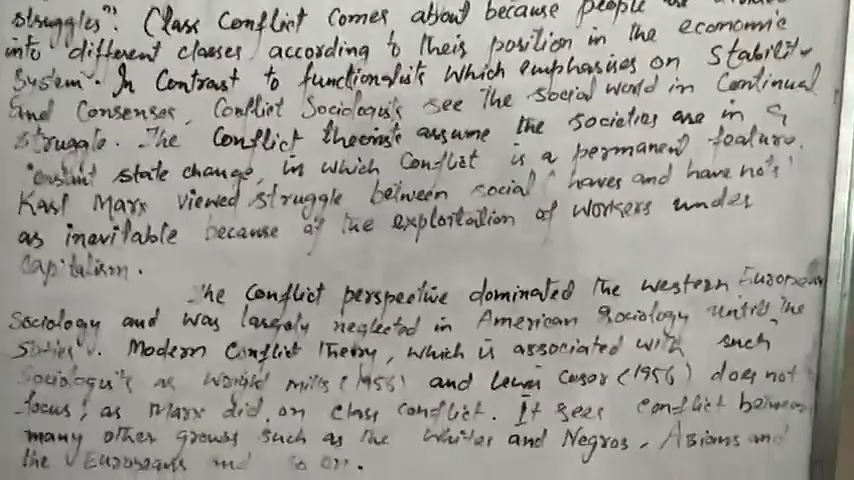 struggles". Class Conflict comes about because people
into different classes according to their position in the economic
system. In Contrast to functionalists which emphasises on Stability
and Consenses, Conflict Sociologists see the social world in Continual
struggle. The Conflict theorist assume the societies are in a
constant state change, in which Conflict is a permanent feature.
Karl Marx viewed struggle between social 'haves and have not's'
as inevitable because of the exploitation of workers under
Capitalism.
The Conflict perspective dominated the western European
Sociology and was largely neglected in American Sociology untill the
Sixties. Modern Conflict Theory, which is associated with such
Sociologists as Wright mills (1956) and Lewis Coser (1956) does not
focus, as Marx did, on class conflict. It sees conflict between
many other groups such as the Whites and Negros, Asians and
the Europeans and so on.